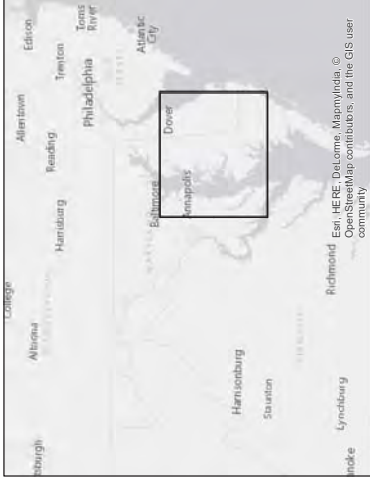 College
Allentown
Edison
Altoona
Reading
Trenton
Harrisburg
Toms
River
Philadelphia
Atlantic
City
Baltimore
Dover
Annapolis
Harrisonburg
Staunton
Richmond
Lynchburg
noke
Esri, HERE, DeLorme, MapmyIndia, ©
OpenStreetMap contributors, and the GIS user
community